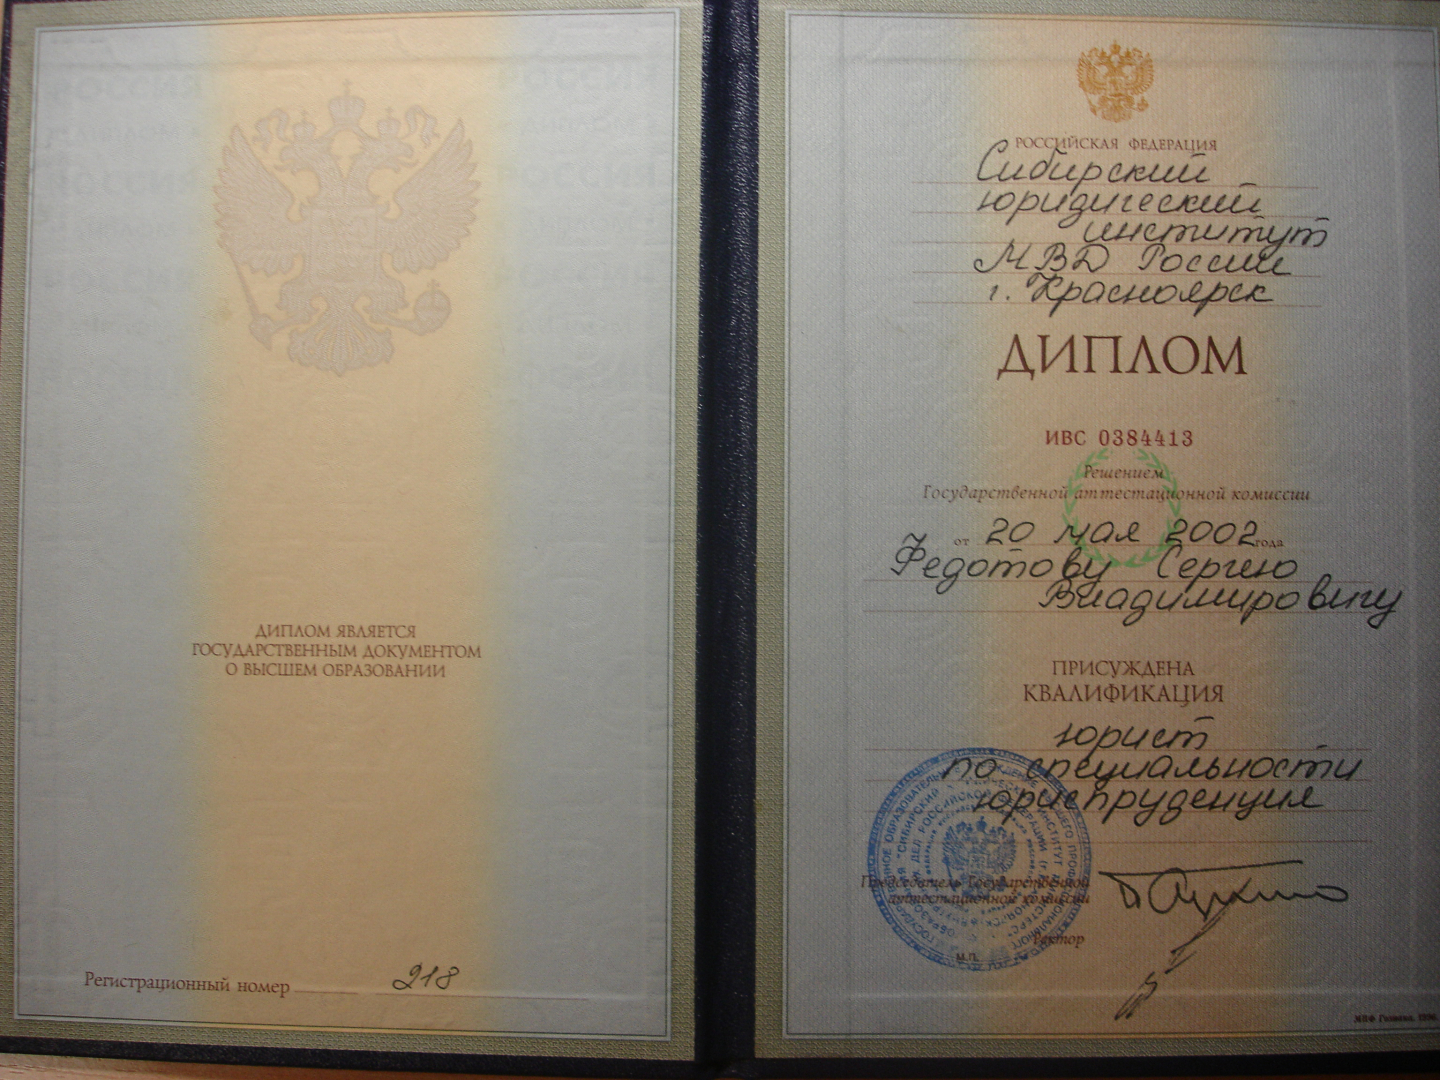 ДИПЛОМ ЯВЛЯЕТСЯ
ГОСУДАРСТВЕННЫМ ДОКУМЕНТОМ
О ВЫСШЕМ ОБРАЗОВАНИИ
Регистрационный номер 218
РОССИЙСКАЯ ФЕДЕРАЦИЯ
Сибирский
юридический
институт
МВД России
г. Красноярск
ДИПЛОМ
ИВС 0384413
Решением
Государственной аттестационной комиссии
от 20 мая 2002 года
Федотову Сергею
Владимировичу
ПРИСУЖДЕНА
КВАЛИФИКАЦИЯ
юрист
по специальности
юриспруденция
Председатель Государственной
аттестационной комиссии
Ректор
М.П.